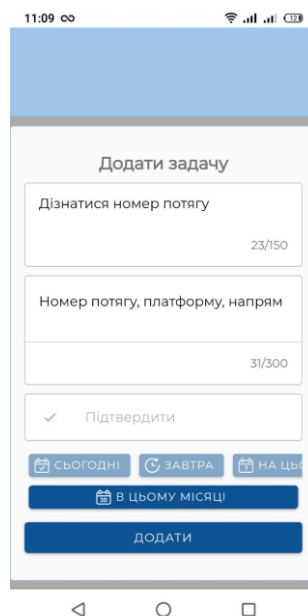 11:09
Додати задачу
Дізнатися номер потягу
23/150
Номер потягу, платформу, напрям
31/300
Підтвердити
СЬОГОДНІ ЗАВТРА НА ЦЬО
В ЦЬОМУ МІСЯЦІ
ДОДАТИ